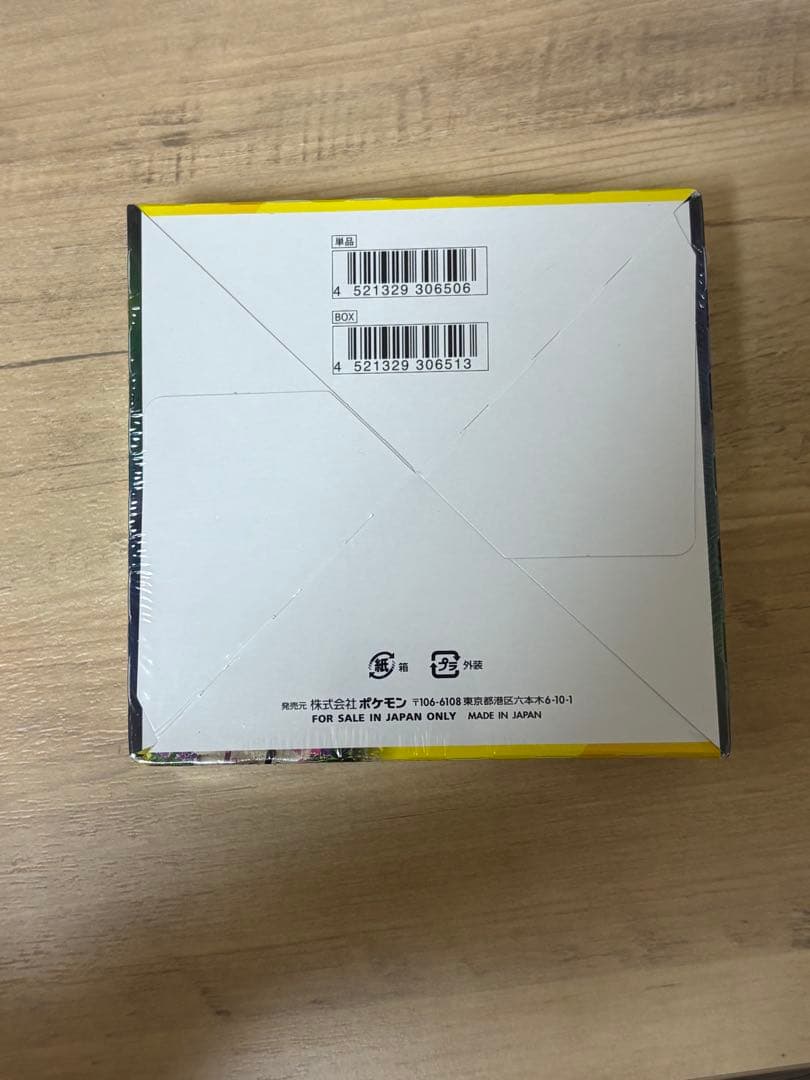 単品
4 521329 306506
BOX
4 521329 306513
紙 箱 プラ 外装
発売元 株式会社ポケモン 〒106-6108 東京都港区六本木6-10-1
FOR SALE IN JAPAN ONLY MADE IN JAPAN